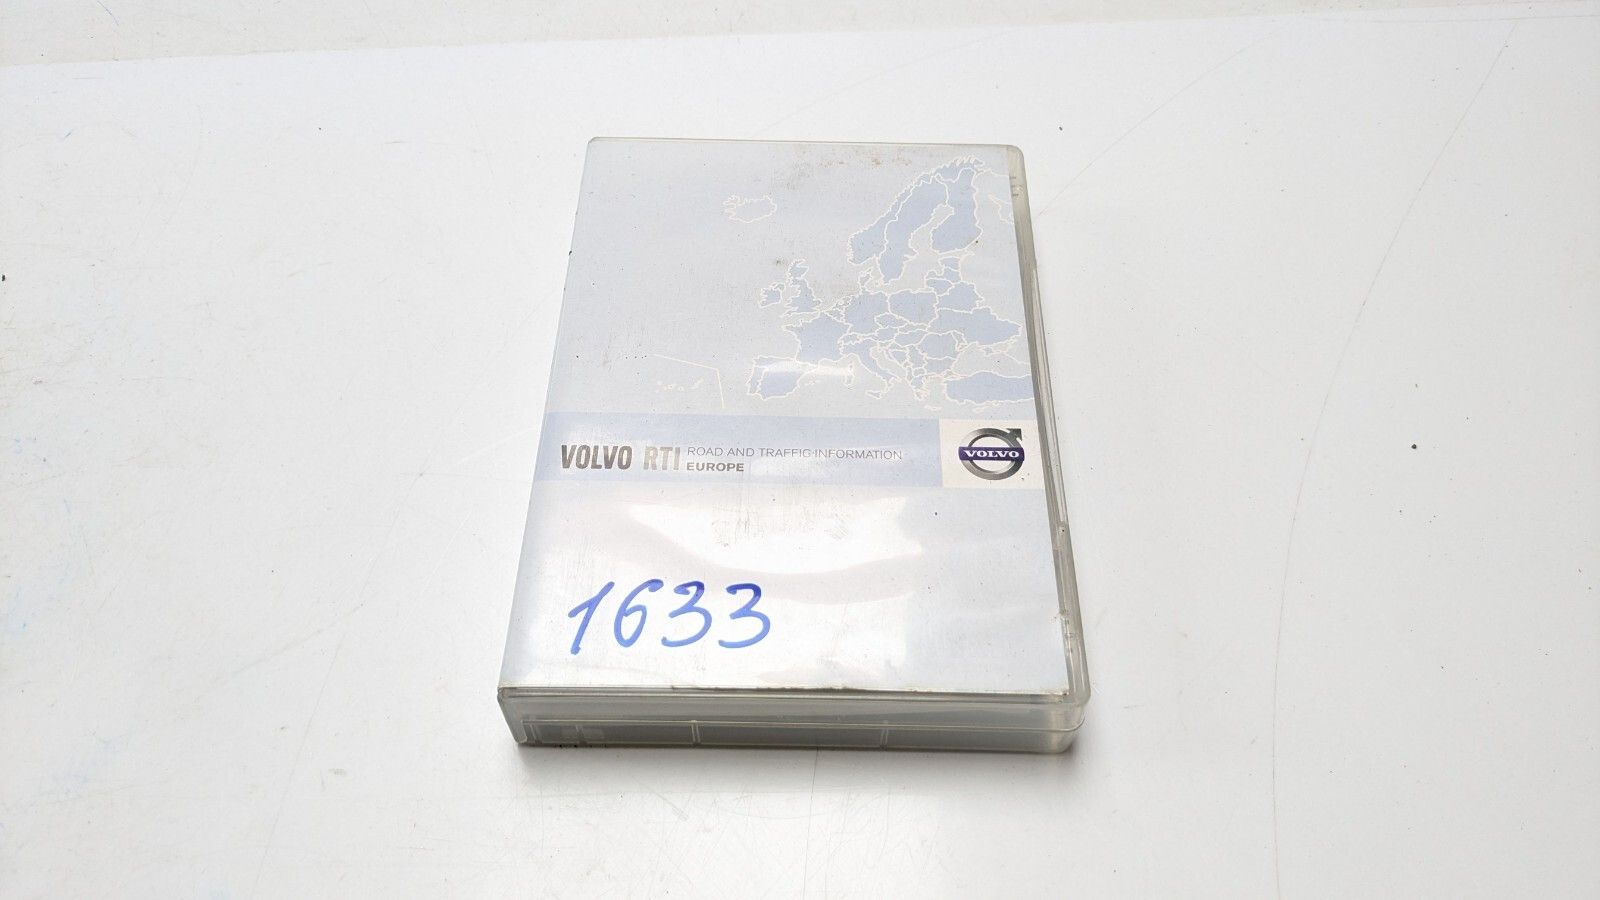 VOLVO RTI ROAD AND TRAFFIC INFORMATION
EUROPE
VOLVO
1633